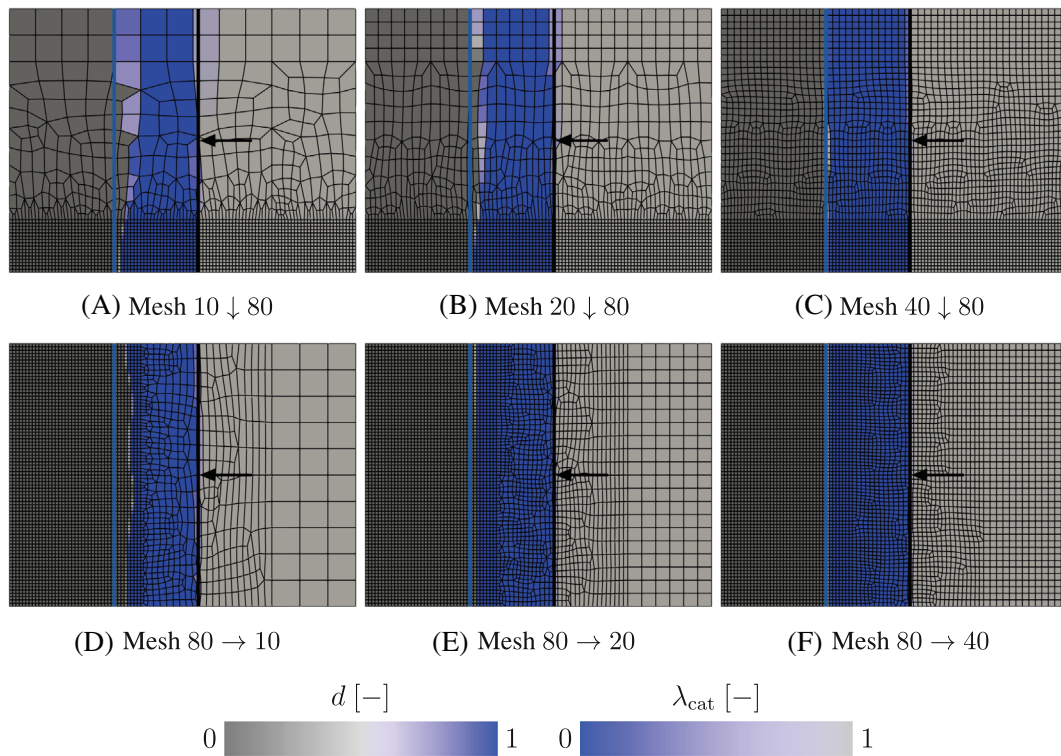 (A) Mesh 10 ↓ 80
(B) Mesh 20 ↓ 80
(C) Mesh 40 ↓ 80
(D) Mesh 80 → 10
(E) Mesh 80 → 20
(F) Mesh 80 → 40
d [−]
λcat [−]
0 1
0 1